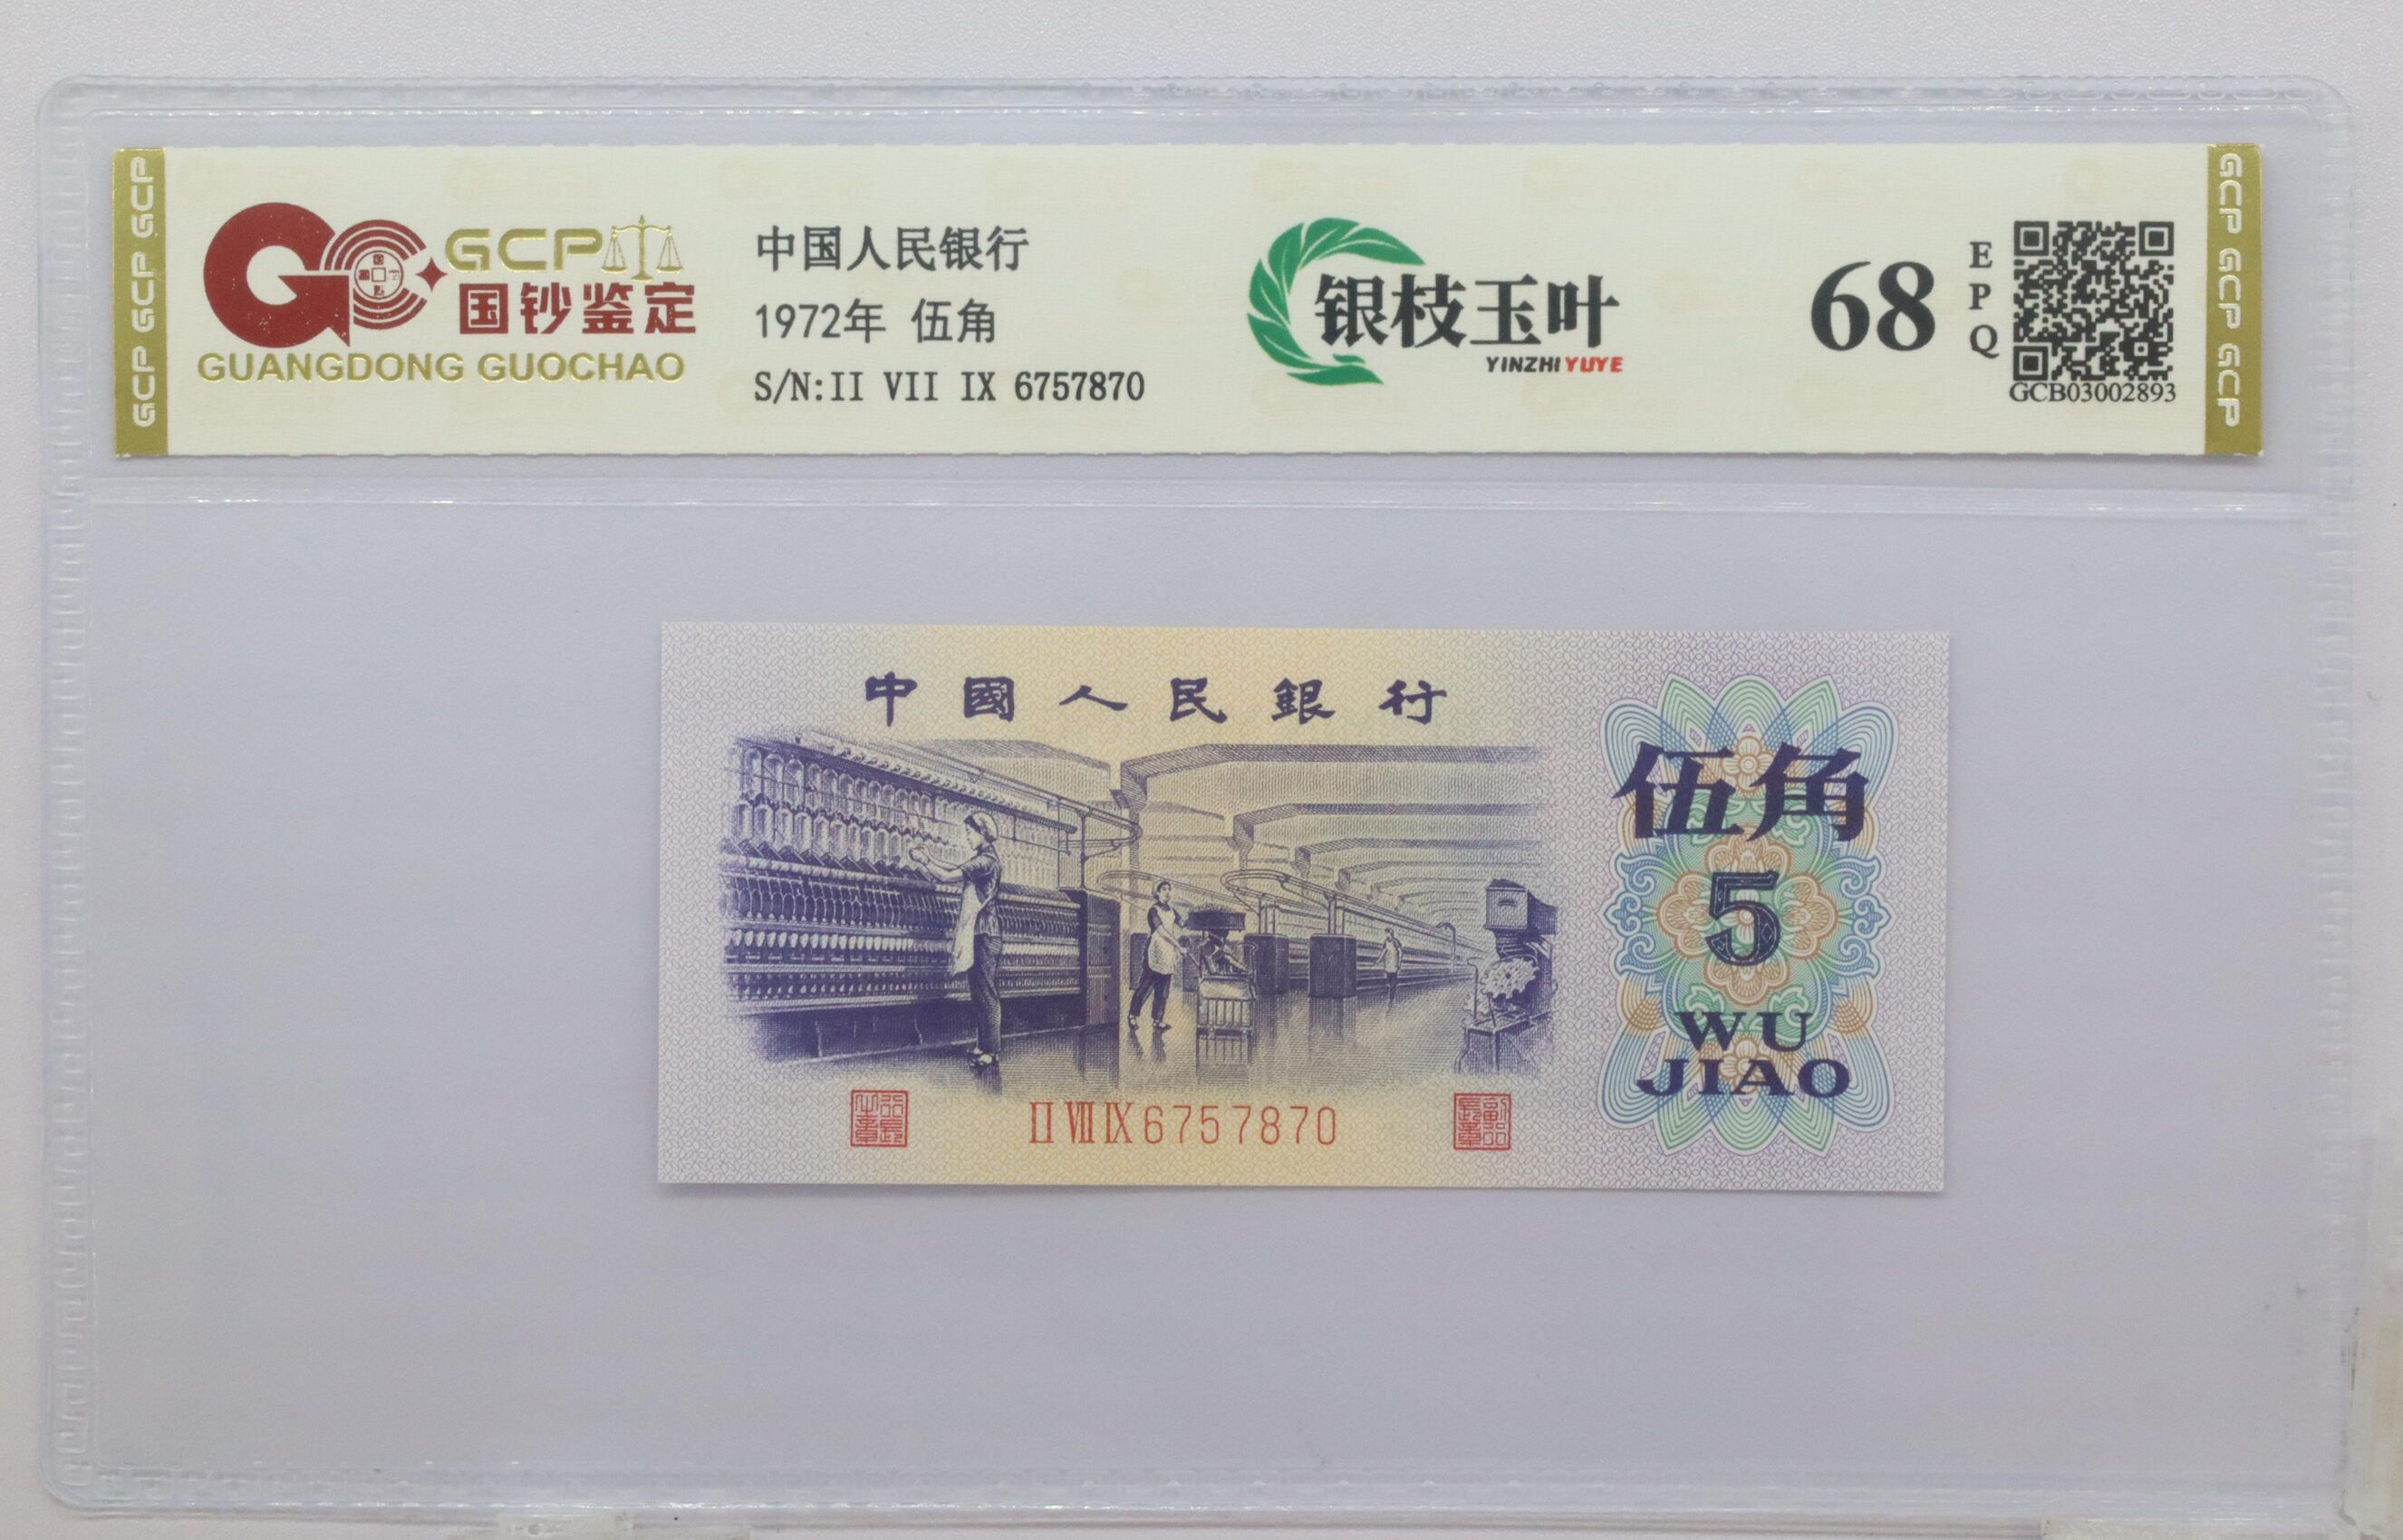 GCP GCP GCP
GCP
国钞鉴定
GUANGDONG GUOCHAO
中国人民银行
1972年 伍角
S/N:II VII IX 6757870
银枝玉叶
YINZHI YUYE
68
EPQ
GCB03002893
GCP GCP GCP
中國人民銀行
伍角
5
WU
JIAO
II VII IX 6757870